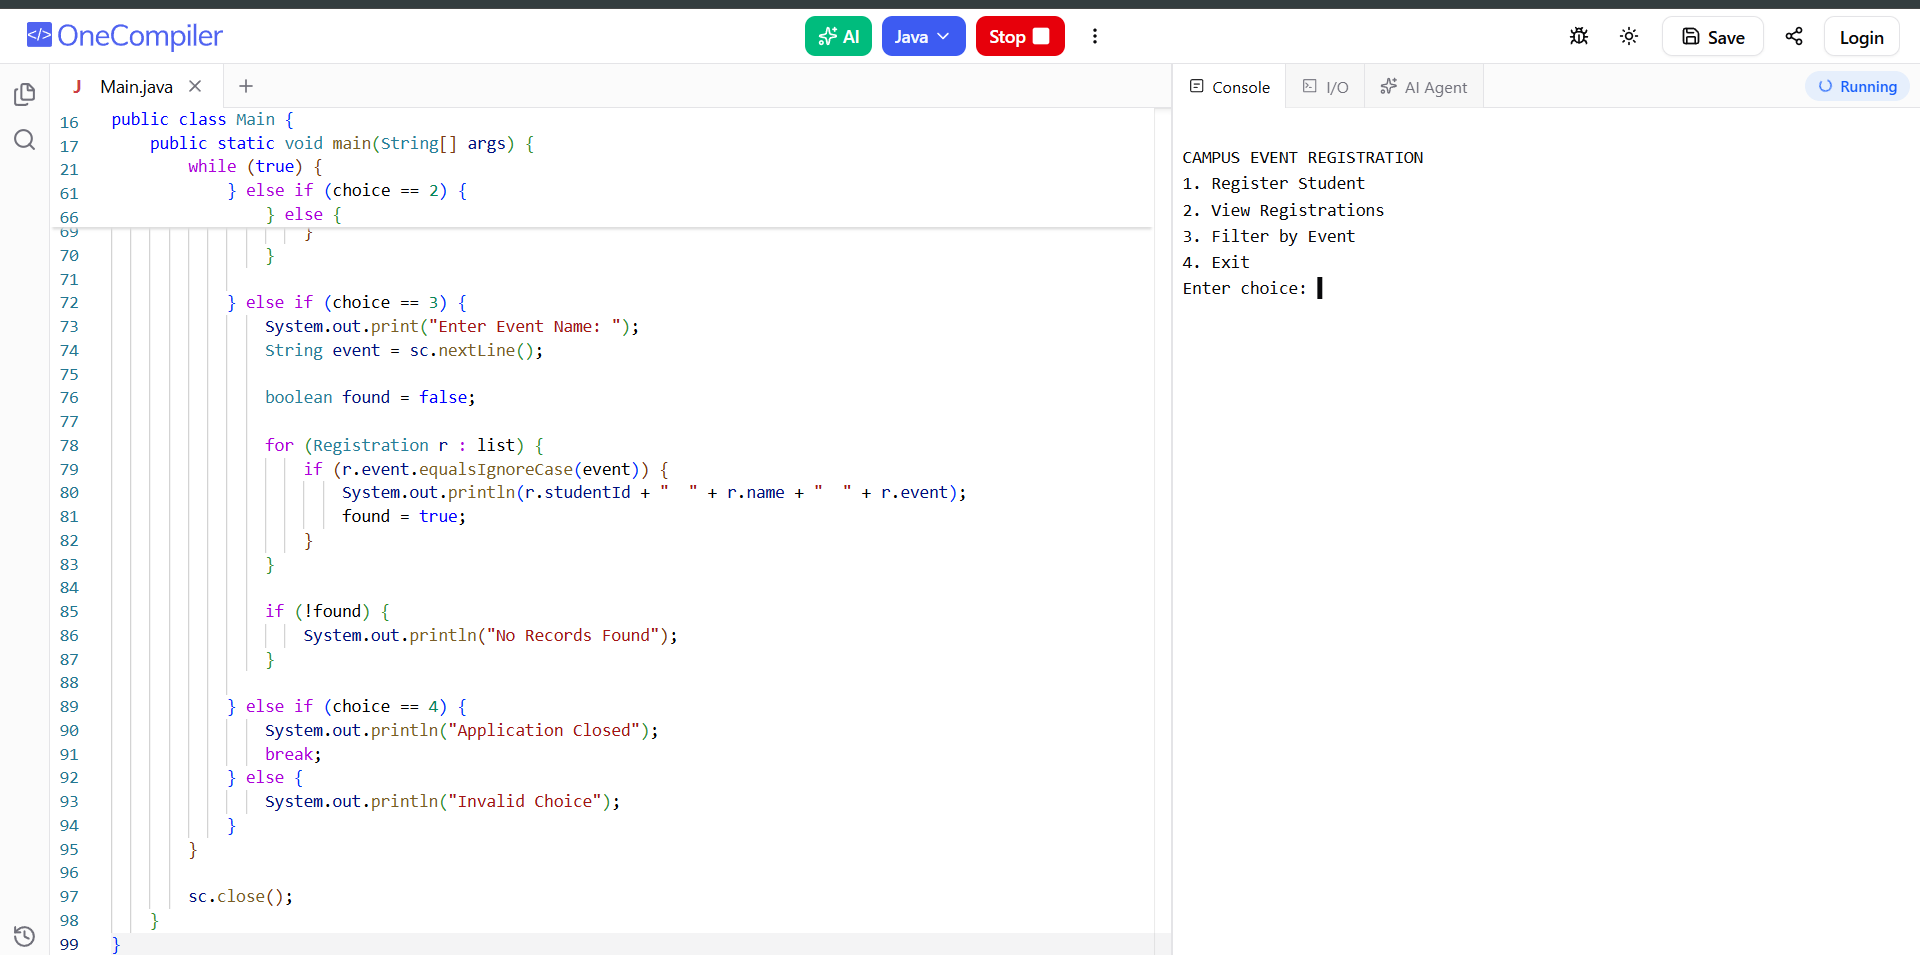 </> OneCompiler
AI
Java
Stop
Save
Login
J Main.java
Console
I/O
AI Agent
Running
16 public class Main {
17 public static void main(String[] args) {
21 while (true) {
61 } else if (choice == 2) {
66 } else {
69 }
70 }
71
72 } else if (choice == 3) {
73 System.out.print("Enter Event Name: ");
74 String event = sc.nextLine();
75
76 boolean found = false;
77
78 for (Registration r : list) {
79 if (r.event.equalsIgnoreCase(event)) {
80 System.out.println(r.studentId + "  " + r.name + "  " + r.event);
81 found = true;
82 }
83 }
84
85 if (!found) {
86 System.out.println("No Records Found");
87 }
88
89 } else if (choice == 4) {
90 System.out.println("Application Closed");
91 break;
92 } else {
93 System.out.println("Invalid Choice");
94 }
95 }
96
97 sc.close();
98 }
99 }
CAMPUS EVENT REGISTRATION
1. Register Student
2. View Registrations
3. Filter by Event
4. Exit
Enter choice: